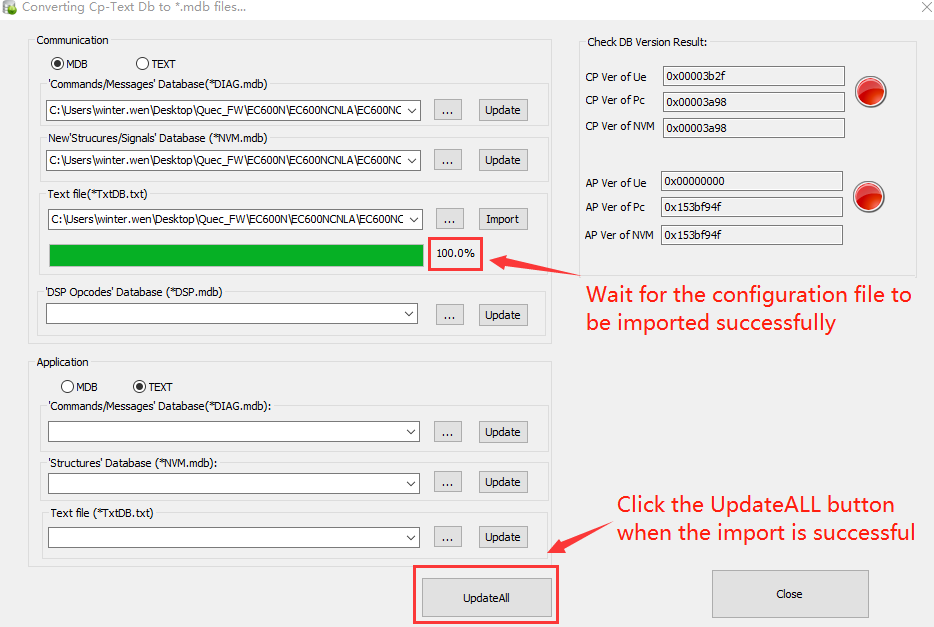 Converting Cp-Text Db to *.mdb files...
Communication
MDB
TEXT
'Commands/Messages' Database(*DIAG.mdb)
C:\Users\winter.wen\Desktop\Quec_FW\EC600N\EC600NCNLA\EC600NC
...
Update
New'Strucures/Signals' Database (*NVM.mdb)
C:\Users\winter.wen\Desktop\Quec_FW\EC600N\EC600NCNLA\EC600NC
...
Update
Text file(*TxtDB.txt)
C:\Users\winter.wen\Desktop\Quec_FW\EC600N\EC600NCNLA\EC600NC
...
Import
100.0%
'DSP Opcodes' Database (*DSP.mdb)
...
Update
Application
MDB
TEXT
'Commands/Messages' Database(*DIAG.mdb):
...
Update
'Structures' Database (*NVM.mdb):
...
Update
Text file (*TxtDB.txt)
...
Update
UpdateAll
Check DB Version Result:
CP Ver of Ue
0x00003b2f
CP Ver of Pc
0x00003a98
CP Ver of NVM
0x00003a98
AP Ver of Ue
0x00000000
AP Ver of Pc
0x153bf94f
AP Ver of NVM
0x153bf94f
Wait for the configuration file to
be imported successfully
Click the UpdateALL button
when the import is successful
Close